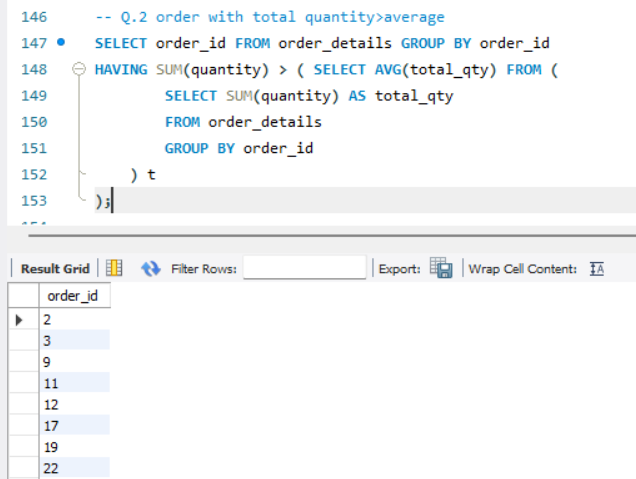 146 -- Q.2 order with total quantity>average
147 SELECT order_id FROM order_details GROUP BY order_id
148 HAVING SUM(quantity) > ( SELECT AVG(total_qty) FROM (
149 SELECT SUM(quantity) AS total_qty
150 FROM order_details
151 GROUP BY order_id
152 ) t
153 );
Result Grid Filter Rows: Export: Wrap Cell Content: IA
order_id
2
3
9
11
12
17
19
22